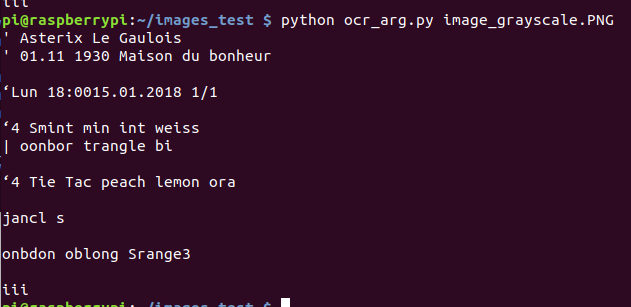 iii
pi@raspberrypi:~/images_test $ python ocr_arg.py image_grayscale.PNG
' Asterix Le Gaulois
' 01.11 1930 Maison du bonheur
‘Lun 18:0015.01.2018 1/1
‘4 Smint min int weiss
| oonbor trangle bi
‘4 Tie Tac peach lemon ora
jancl s
onbdon oblong Srange3
iii
pi@raspberrypi:~/images_test $